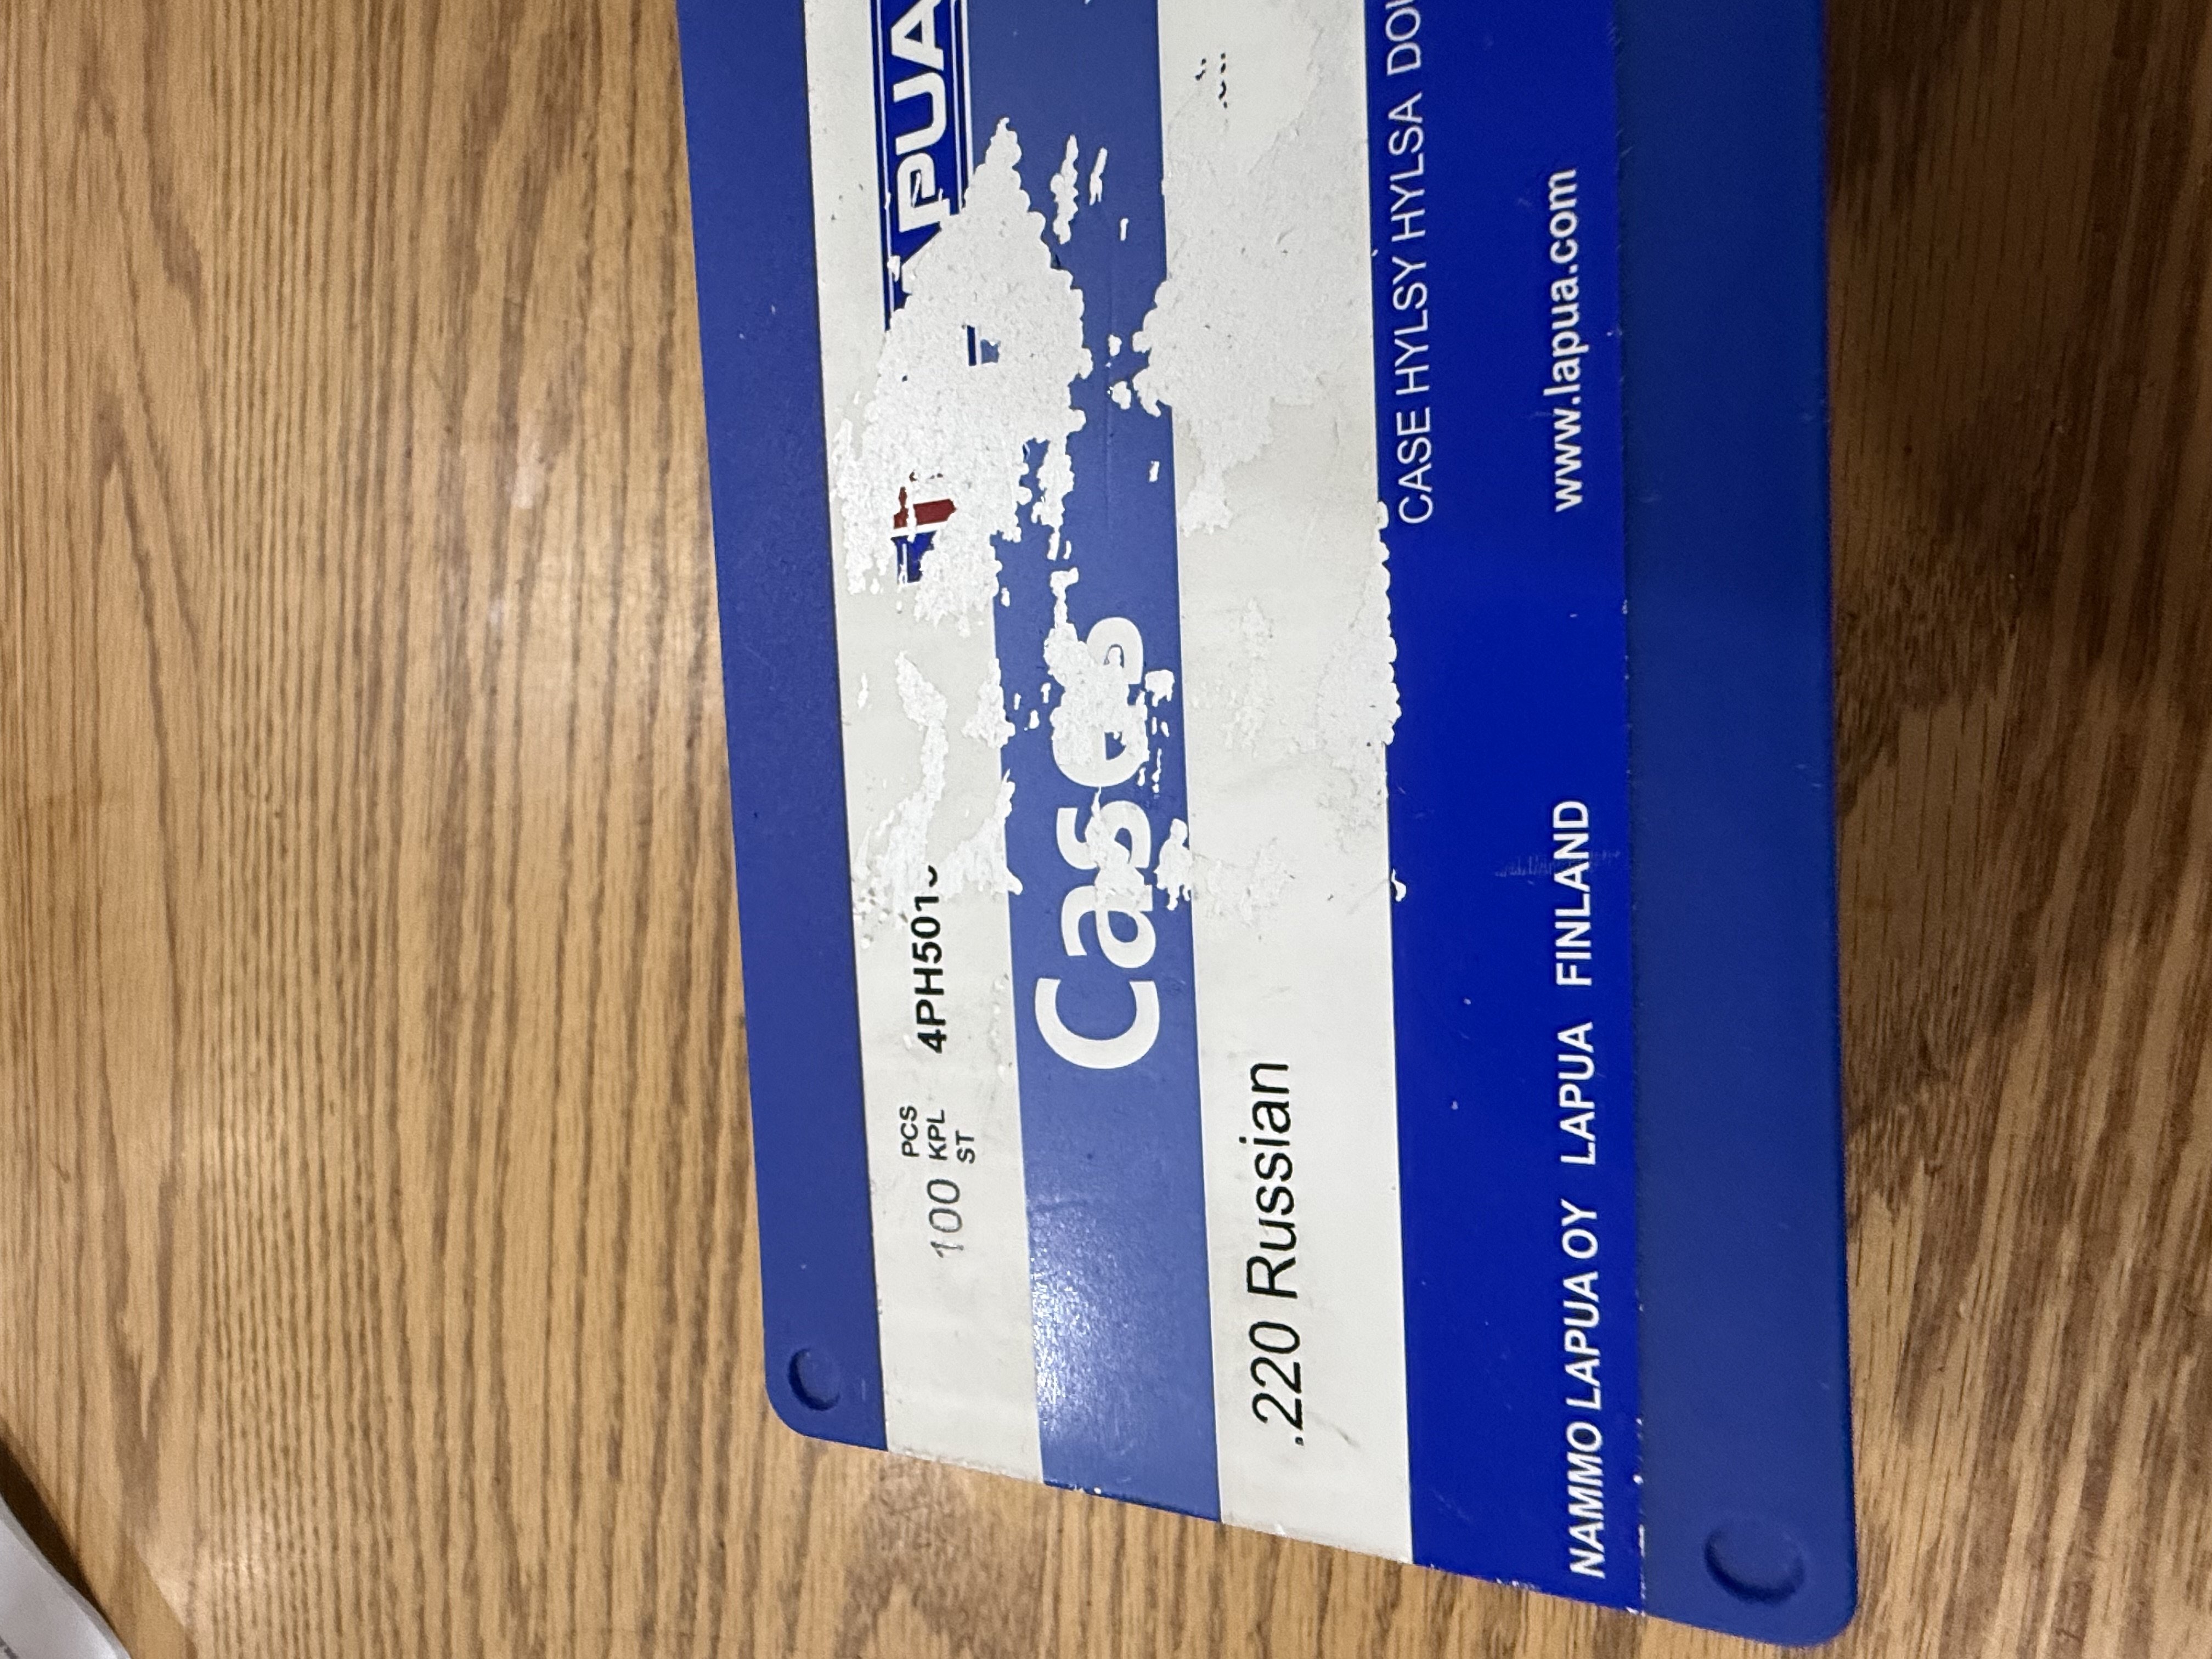 APUA
100 PCS
KPL
ST
4PH501
Cases
.220 Russian
CASE HYLSY HYLSA
www.lapua.com
NAMMO LAPUA OY LAPUA FINLAND